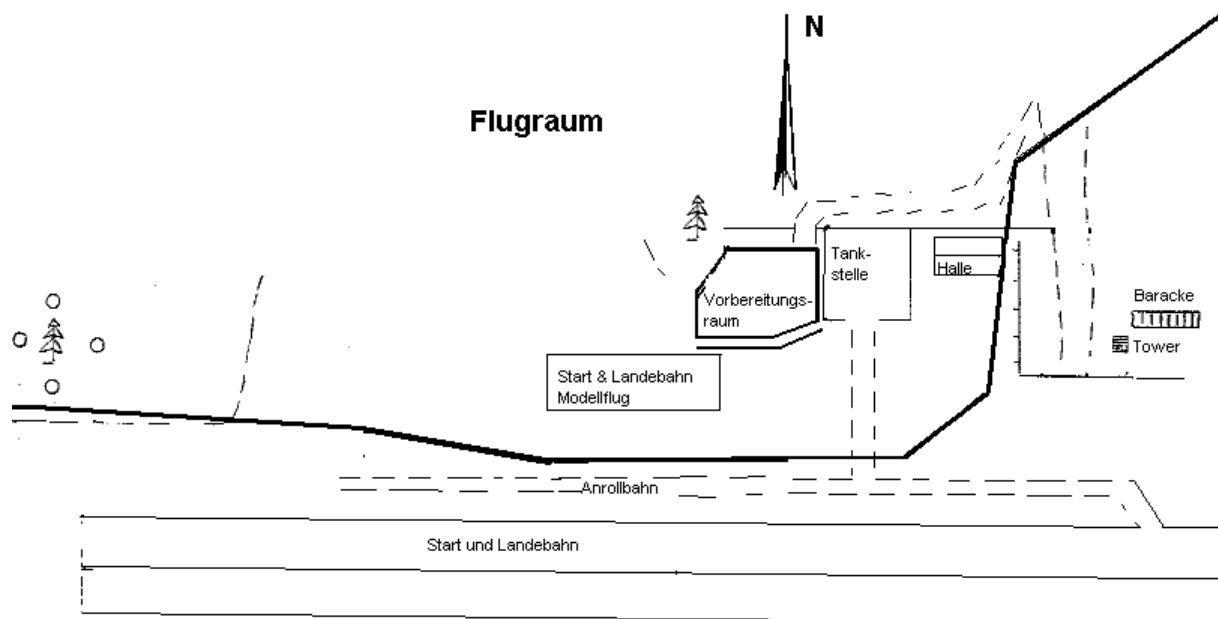 N
Flugraum
Tank-
stelle
Halle
Vorbereitungs-
raum
Baracke
Tower
Start & Landebahn
Modellflug
Anrollbahn
Start und Landebahn